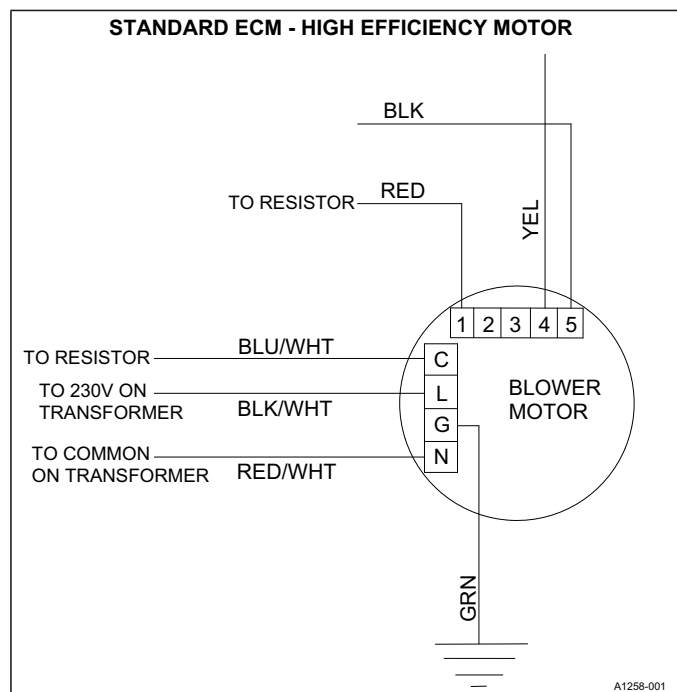 STANDARD ECM - HIGH EFFICIENCY MOTOR
BLK
TO RESISTOR
RED
YEL
1 2 3 4 5
TO RESISTOR
BLU/WHT
C
TO 230V ON
TRANSFORMER
BLK/WHT
L
BLOWER
MOTOR
G
TO COMMON
ON TRANSFORMER
RED/WHT
N
GRN
A1258-001